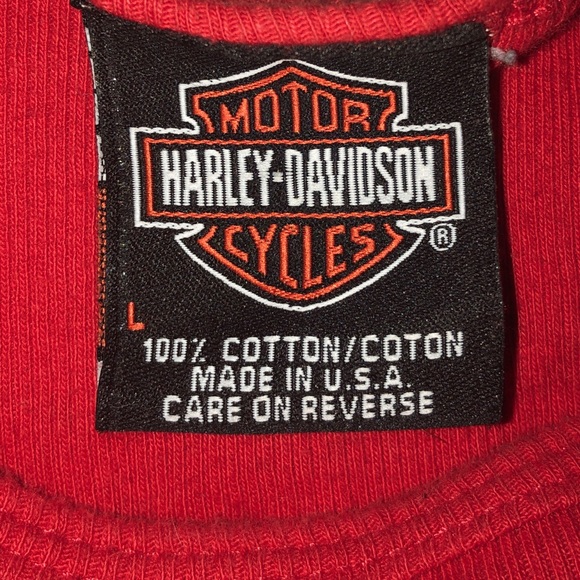 MOTOR
HARLEY-DAVIDSON
CYCLES
®
L
100% COTTON/COTON
MADE IN U.S.A.
CARE ON REVERSE